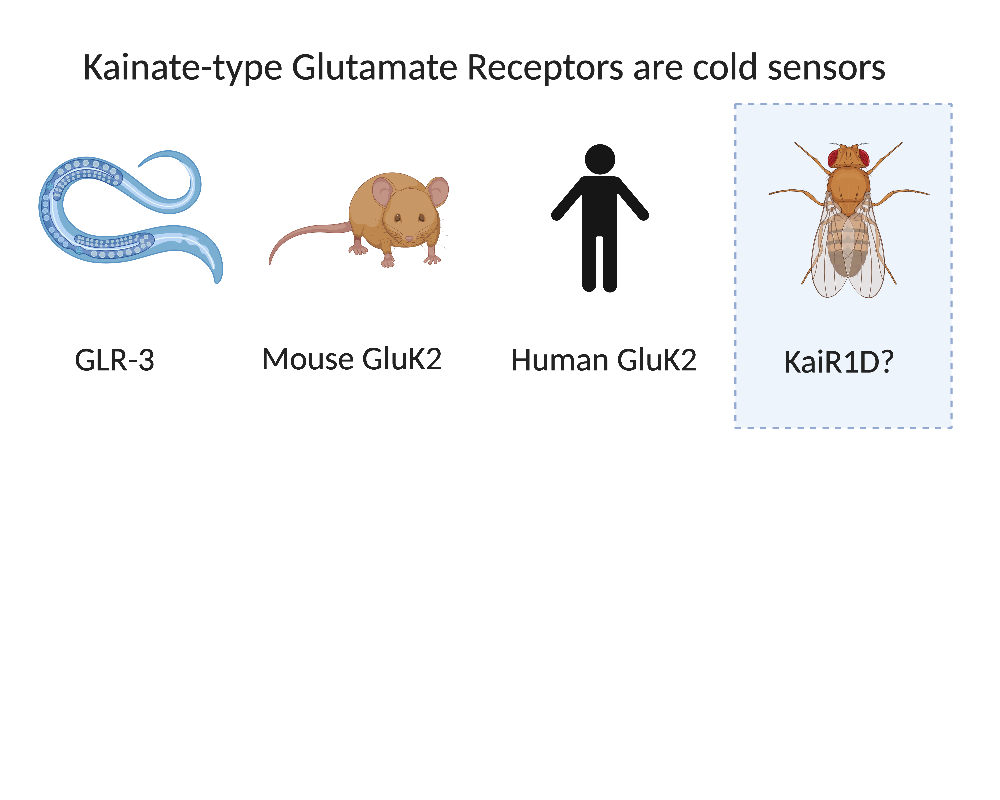 Kainate-type Glutamate Receptors are cold sensors
GLR-3
Mouse GluK2
Human GluK2
KaiR1D?